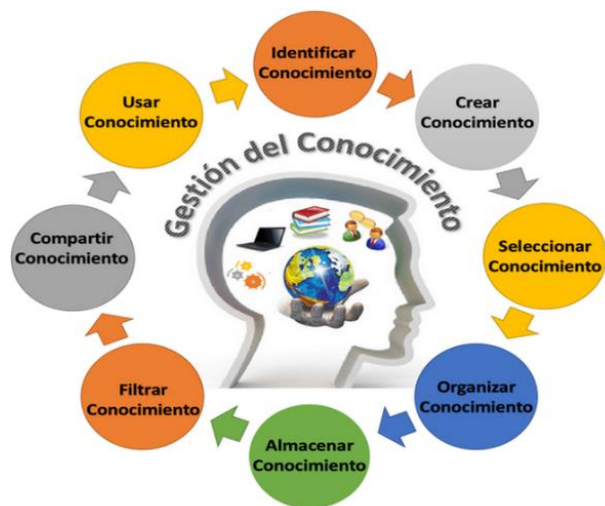 Identificar
Conocimiento
Crear
Conocimiento
Seleccionar
Conocimiento
Organizar
Conocimiento
Almacenar
Conocimiento
Filtrar
Conocimiento
Compartir
Conocimiento
Usar
Conocimiento
Gestión del Conocimiento